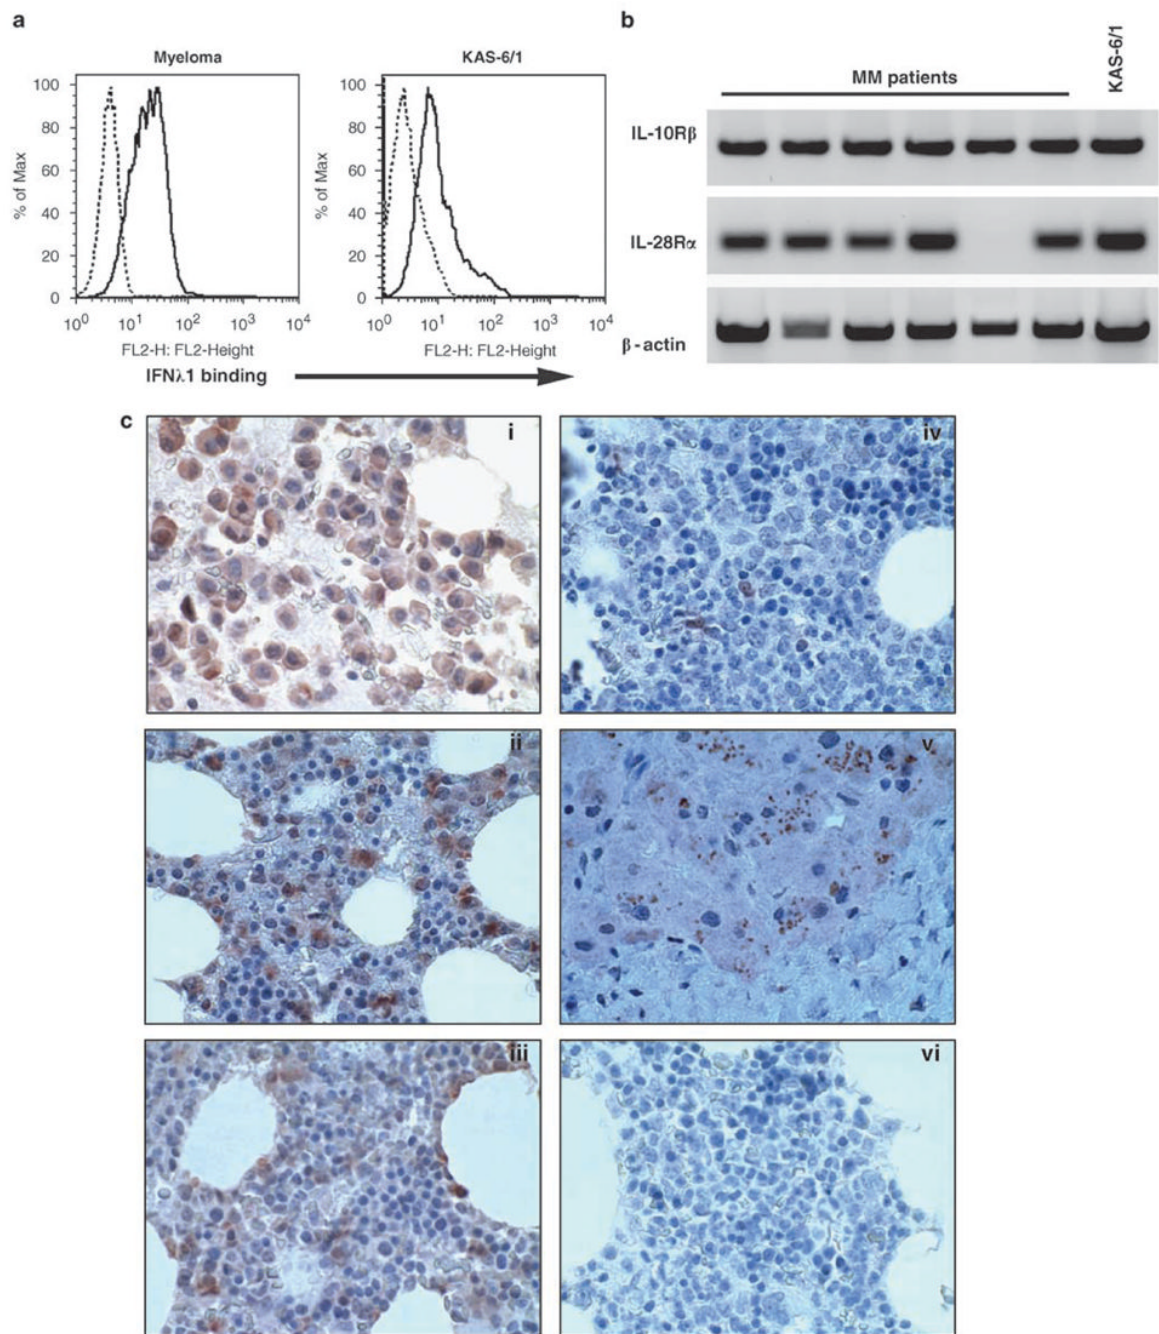 a
Myeloma
% of Max
100
80
60
40
20
0
10⁰ 10¹ 10² 10³ 10⁴
FL2-H: FL2-Height
KAS-6/1
% of Max
100
80
60
40
20
0
10⁰ 10¹ 10² 10³ 10⁴
FL2-H: FL2-Height
IFNλ1 binding
b
MM patients
KAS-6/1
IL-10Rβ
IL-28Rα
β-actin
c
i
iv
ii
v
iii
vi